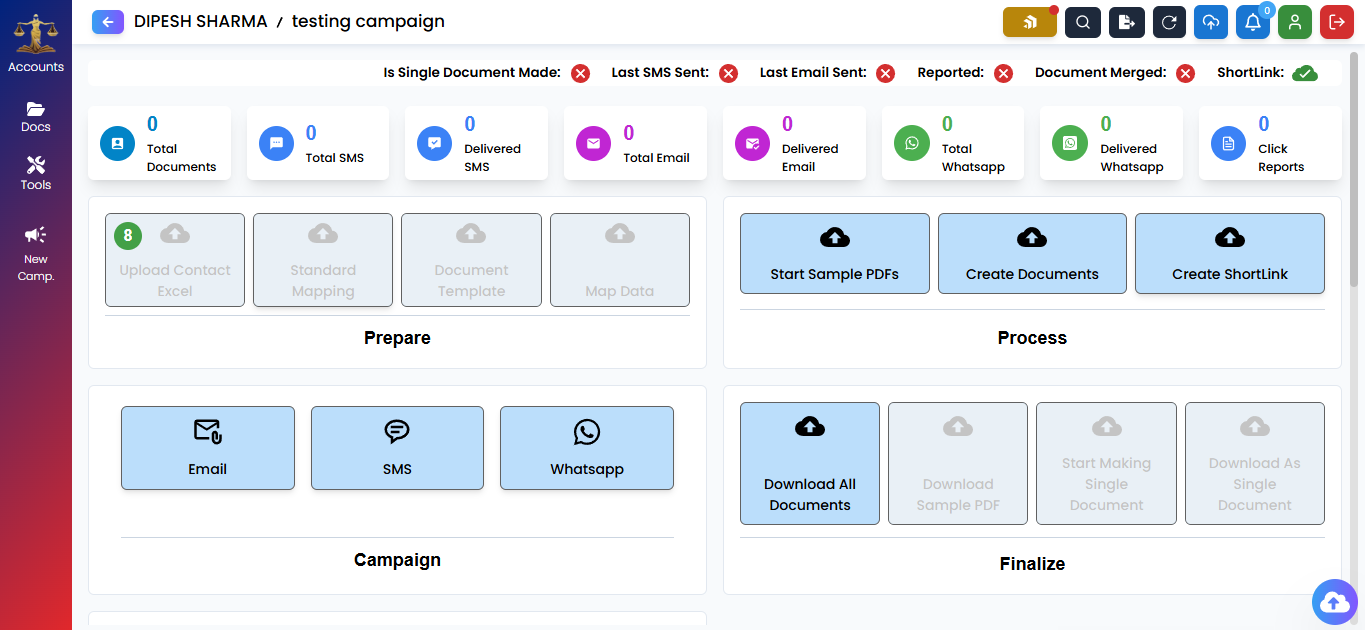 DIPESH SHARMA / testing campaign
0
Accounts
Docs
Tools
New
Camp.
Is Single Document Made:
Last SMS Sent:
Last Email Sent:
Reported:
Document Merged:
ShortLink:
0
Total
Documents
0
Total SMS
0
Delivered
SMS
0
Total Email
0
Delivered
Email
0
Total
Whatsapp
0
Delivered
Whatsapp
0
Click
Reports
8
Upload Contact
Excel
Standard
Mapping
Document
Template
Map Data
Prepare
Start Sample PDFs
Create Documents
Create ShortLink
Process
Email
SMS
Whatsapp
Campaign
Download All
Documents
Download
Sample PDF
Start Making
Single
Document
Download As
Single
Document
Finalize